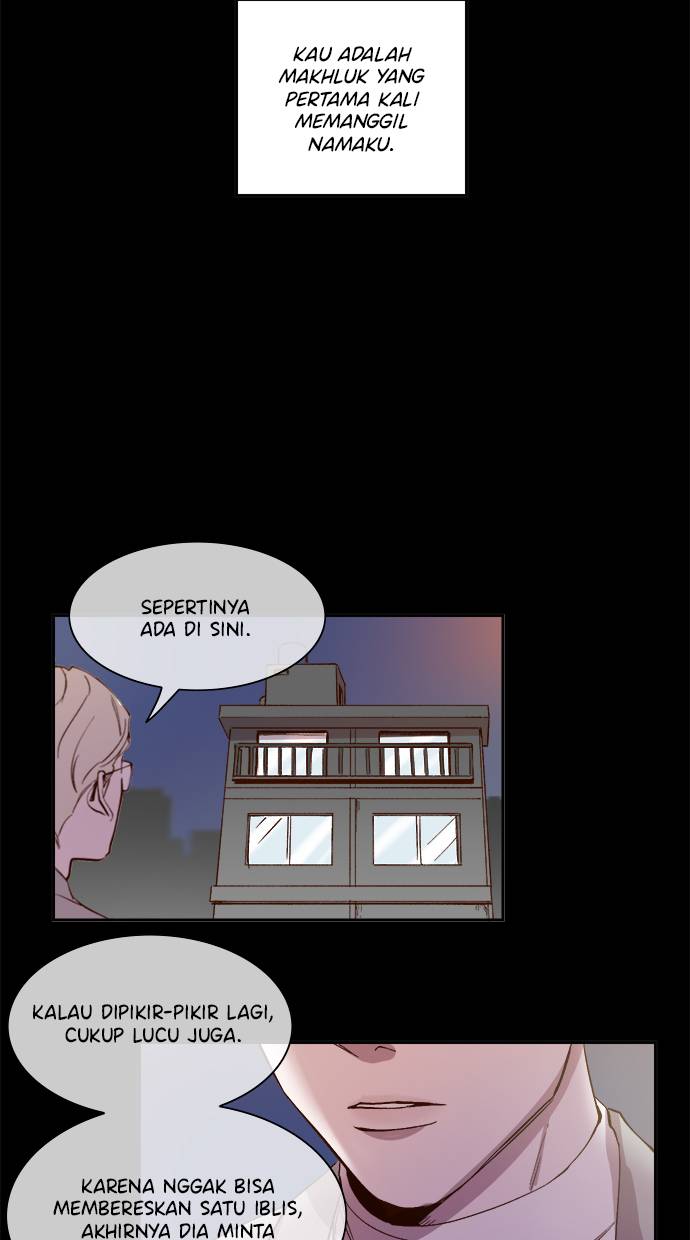 KAU ADALAH
MAKHLUK YANG
PERTAMA KALI
MEMANGGIL
NAMAKU.
SEPERTINYA
ADA DI SINI.
KALAU DIPIKIR-PIKIR LAGI,
CUKUP LUCU JUGA.
KARENA NGGAK BISA
MEMBERESKAN SATU IBLIS,
AKHIRNYA DIA MINTA